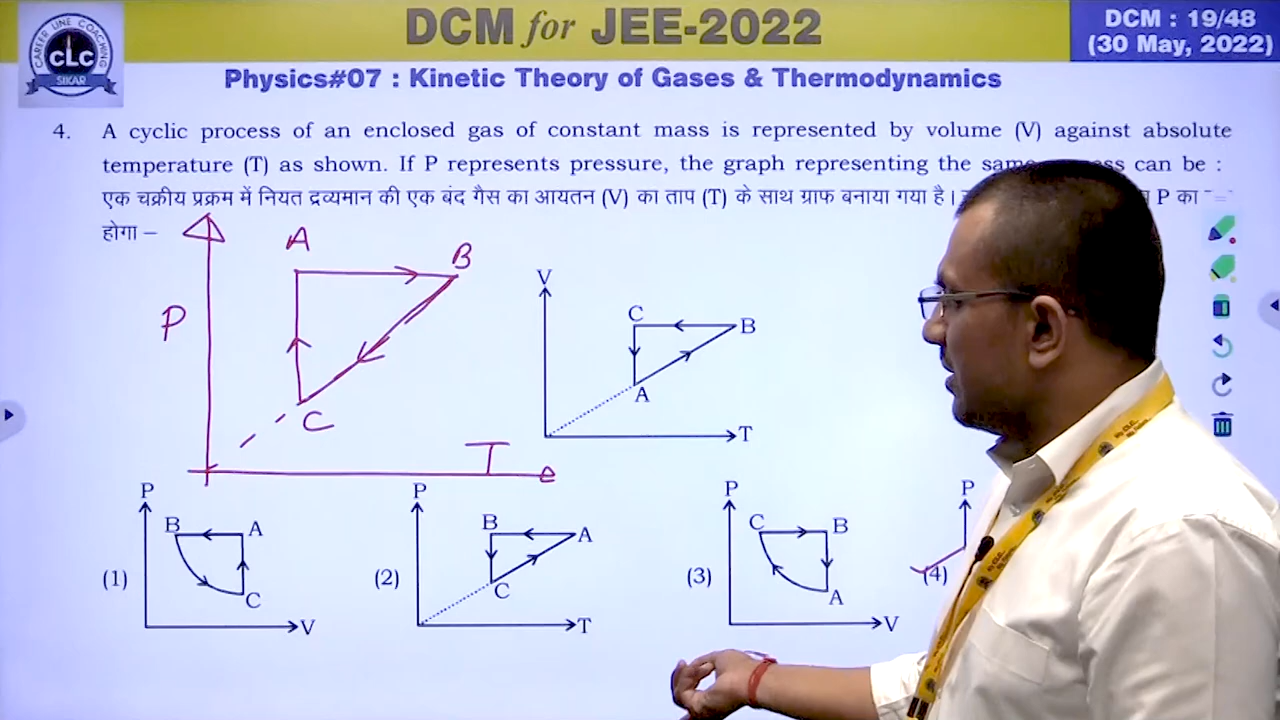 DCM for JEE-2022
DCM : 19/48
(30 May, 2022)
CAREER LINE COACHING
CLC
SIKAR
Physics#07 : Kinetic Theory of Gases & Thermodynamics
4. A cyclic process of an enclosed gas of constant mass is represented by volume (V) against absolute
temperature (T) as shown. If P represents pressure, the graph representing the same can be :
एक चक्रीय प्रक्रम में नियत द्रव्यमान की एक बंद गैस का आयतन (V) का ताप (T) के साथ ग्राफ बनाया गया है। P का
होगा –
P
A
B
C
T
V
C
B
A
T
(1)
P
B
A
C
V
(2)
P
B
A
C
T
(3)
P
C
B
A
V
(4)
P